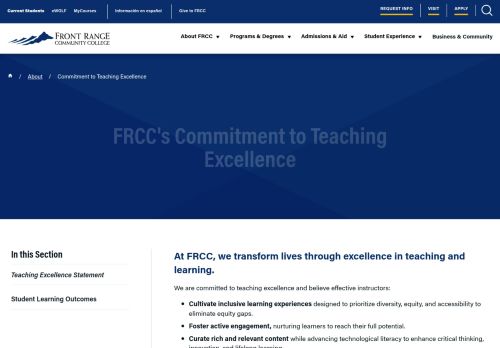 Current Students eWOLF MyCourses Información en español Give to FRCC REQUEST INFO VISIT APPLY
FRONT RANGE
COMMUNITY COLLEGE
About FRCC Programs & Degrees Admissions & Aid Student Experience Business & Community
/ About / Commitment to Teaching Excellence
FRCC's Commitment to Teaching
Excellence
In this Section
Teaching Excellence Statement
Student Learning Outcomes
At FRCC, we transform lives through excellence in teaching and
learning.
We are committed to teaching excellence and believe effective instructors:
• Cultivate inclusive learning experiences designed to prioritize diversity, equity, and accessibility to
eliminate equity gaps.
• Foster active engagement, nurturing learners to reach their full potential.
• Curate rich and relevant content while advancing technological literacy to enhance critical thinking,
innovation, and lifelong learning.